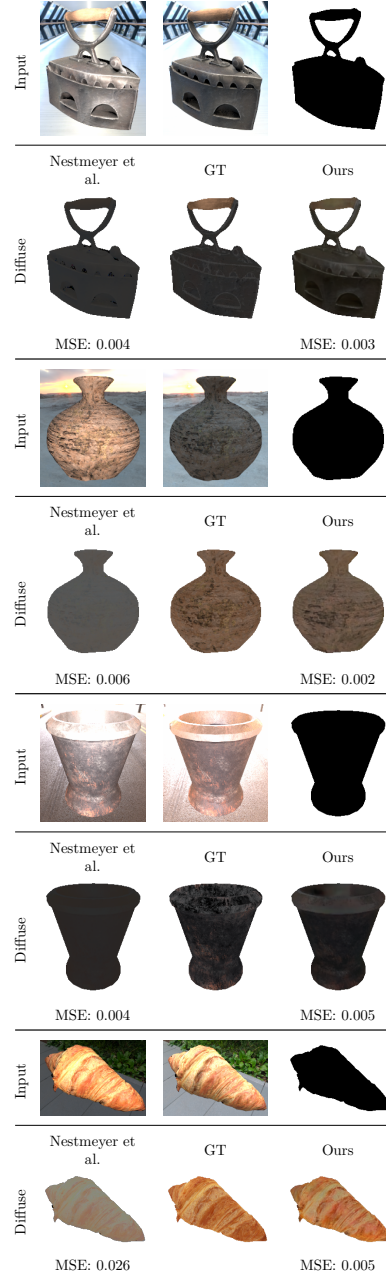 Input
Nestmeyer et al. GT Ours
Diffuse
MSE: 0.004 MSE: 0.003
Input
Nestmeyer et al. GT Ours
Diffuse
MSE: 0.006 MSE: 0.002
Input
Nestmeyer et al. GT Ours
Diffuse
MSE: 0.004 MSE: 0.005
Input
Nestmeyer et al. GT Ours
Diffuse
MSE: 0.026 MSE: 0.005